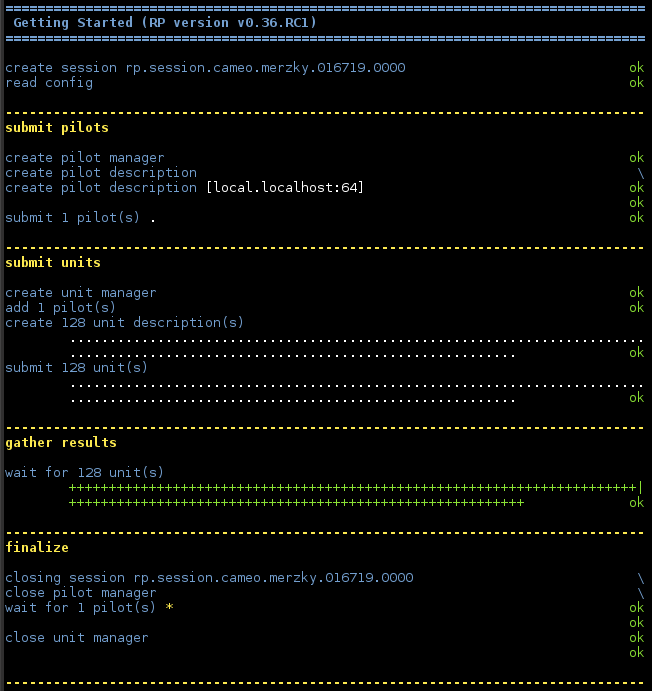 ================================================================================
 Getting Started (RP version v0.36.RC1)
================================================================================
create session rp.session.cameo.merzky.016719.0000 ok
read config ok
--------------------------------------------------------------------------------
submit pilots
create pilot manager ok
create pilot description \
create pilot description [local.localhost:64] ok
ok
submit 1 pilot(s) . ok
--------------------------------------------------------------------------------
submit units
create unit manager ok
add 1 pilot(s) ok
create 128 unit description(s)
........................................................................
........................................................ ok
submit 128 unit(s)
........................................................................
........................................................ ok
--------------------------------------------------------------------------------
gather results
wait for 128 unit(s)
+++++++++++++++++++++++++++++++++++++++++++++++++++++++++++++++++++++++|
+++++++++++++++++++++++++++++++++++++++++++++++++++++++++ ok
--------------------------------------------------------------------------------
finalize
closing session rp.session.cameo.merzky.016719.0000 \
close pilot manager \
wait for 1 pilot(s) * ok
ok
close unit manager ok
ok
--------------------------------------------------------------------------------